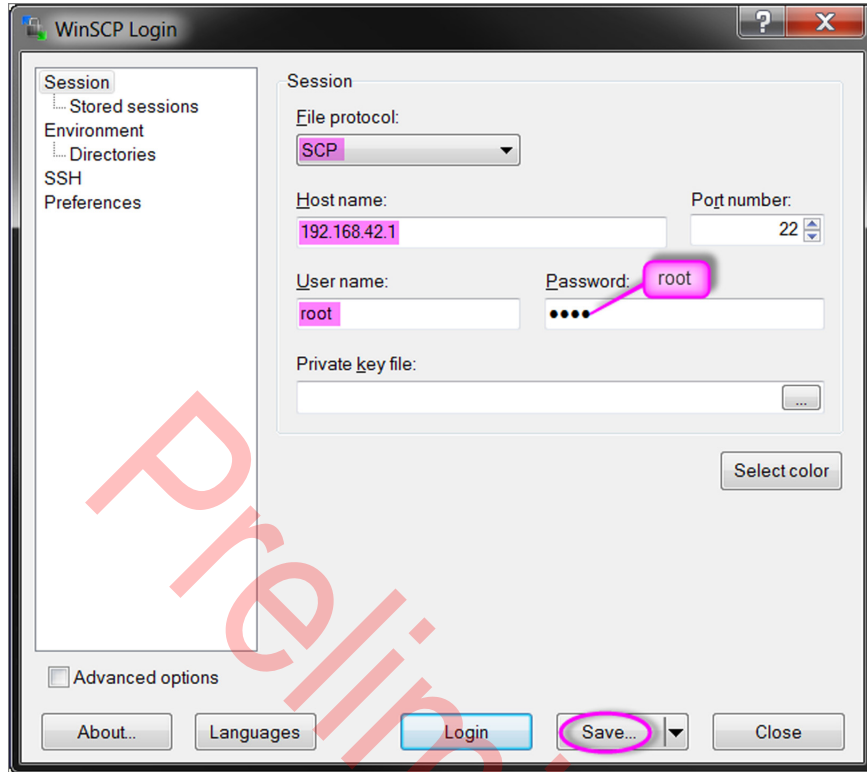 WinSCP Login
?
X
Session
Stored sessions
Environment
Directories
SSH
Preferences
Session
File protocol:
SCP
Host name:
Port number:
192.168.42.1
22
User name:
Password:
root
root
••••
Private key file:
...
Select color
Advanced options
About...
Languages
Login
Save...
Close
Prelim